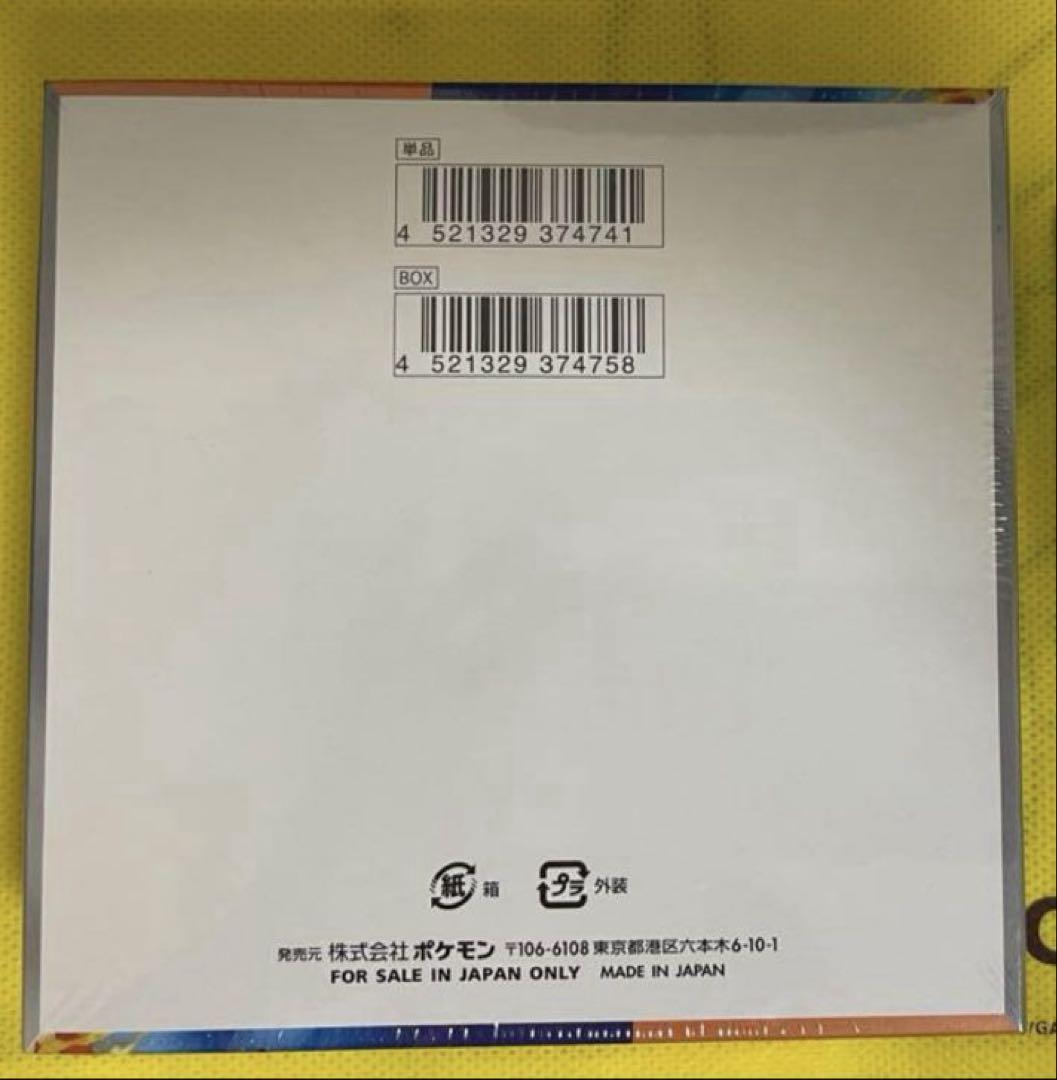 単品
4 521329 374741
BOX
4 521329 374758
紙 箱 プラ 外装
発売元 株式会社 ポケモン 〒106-6108 東京都港区六本木6-10-1
FOR SALE IN JAPAN ONLY MADE IN JAPAN
/GA